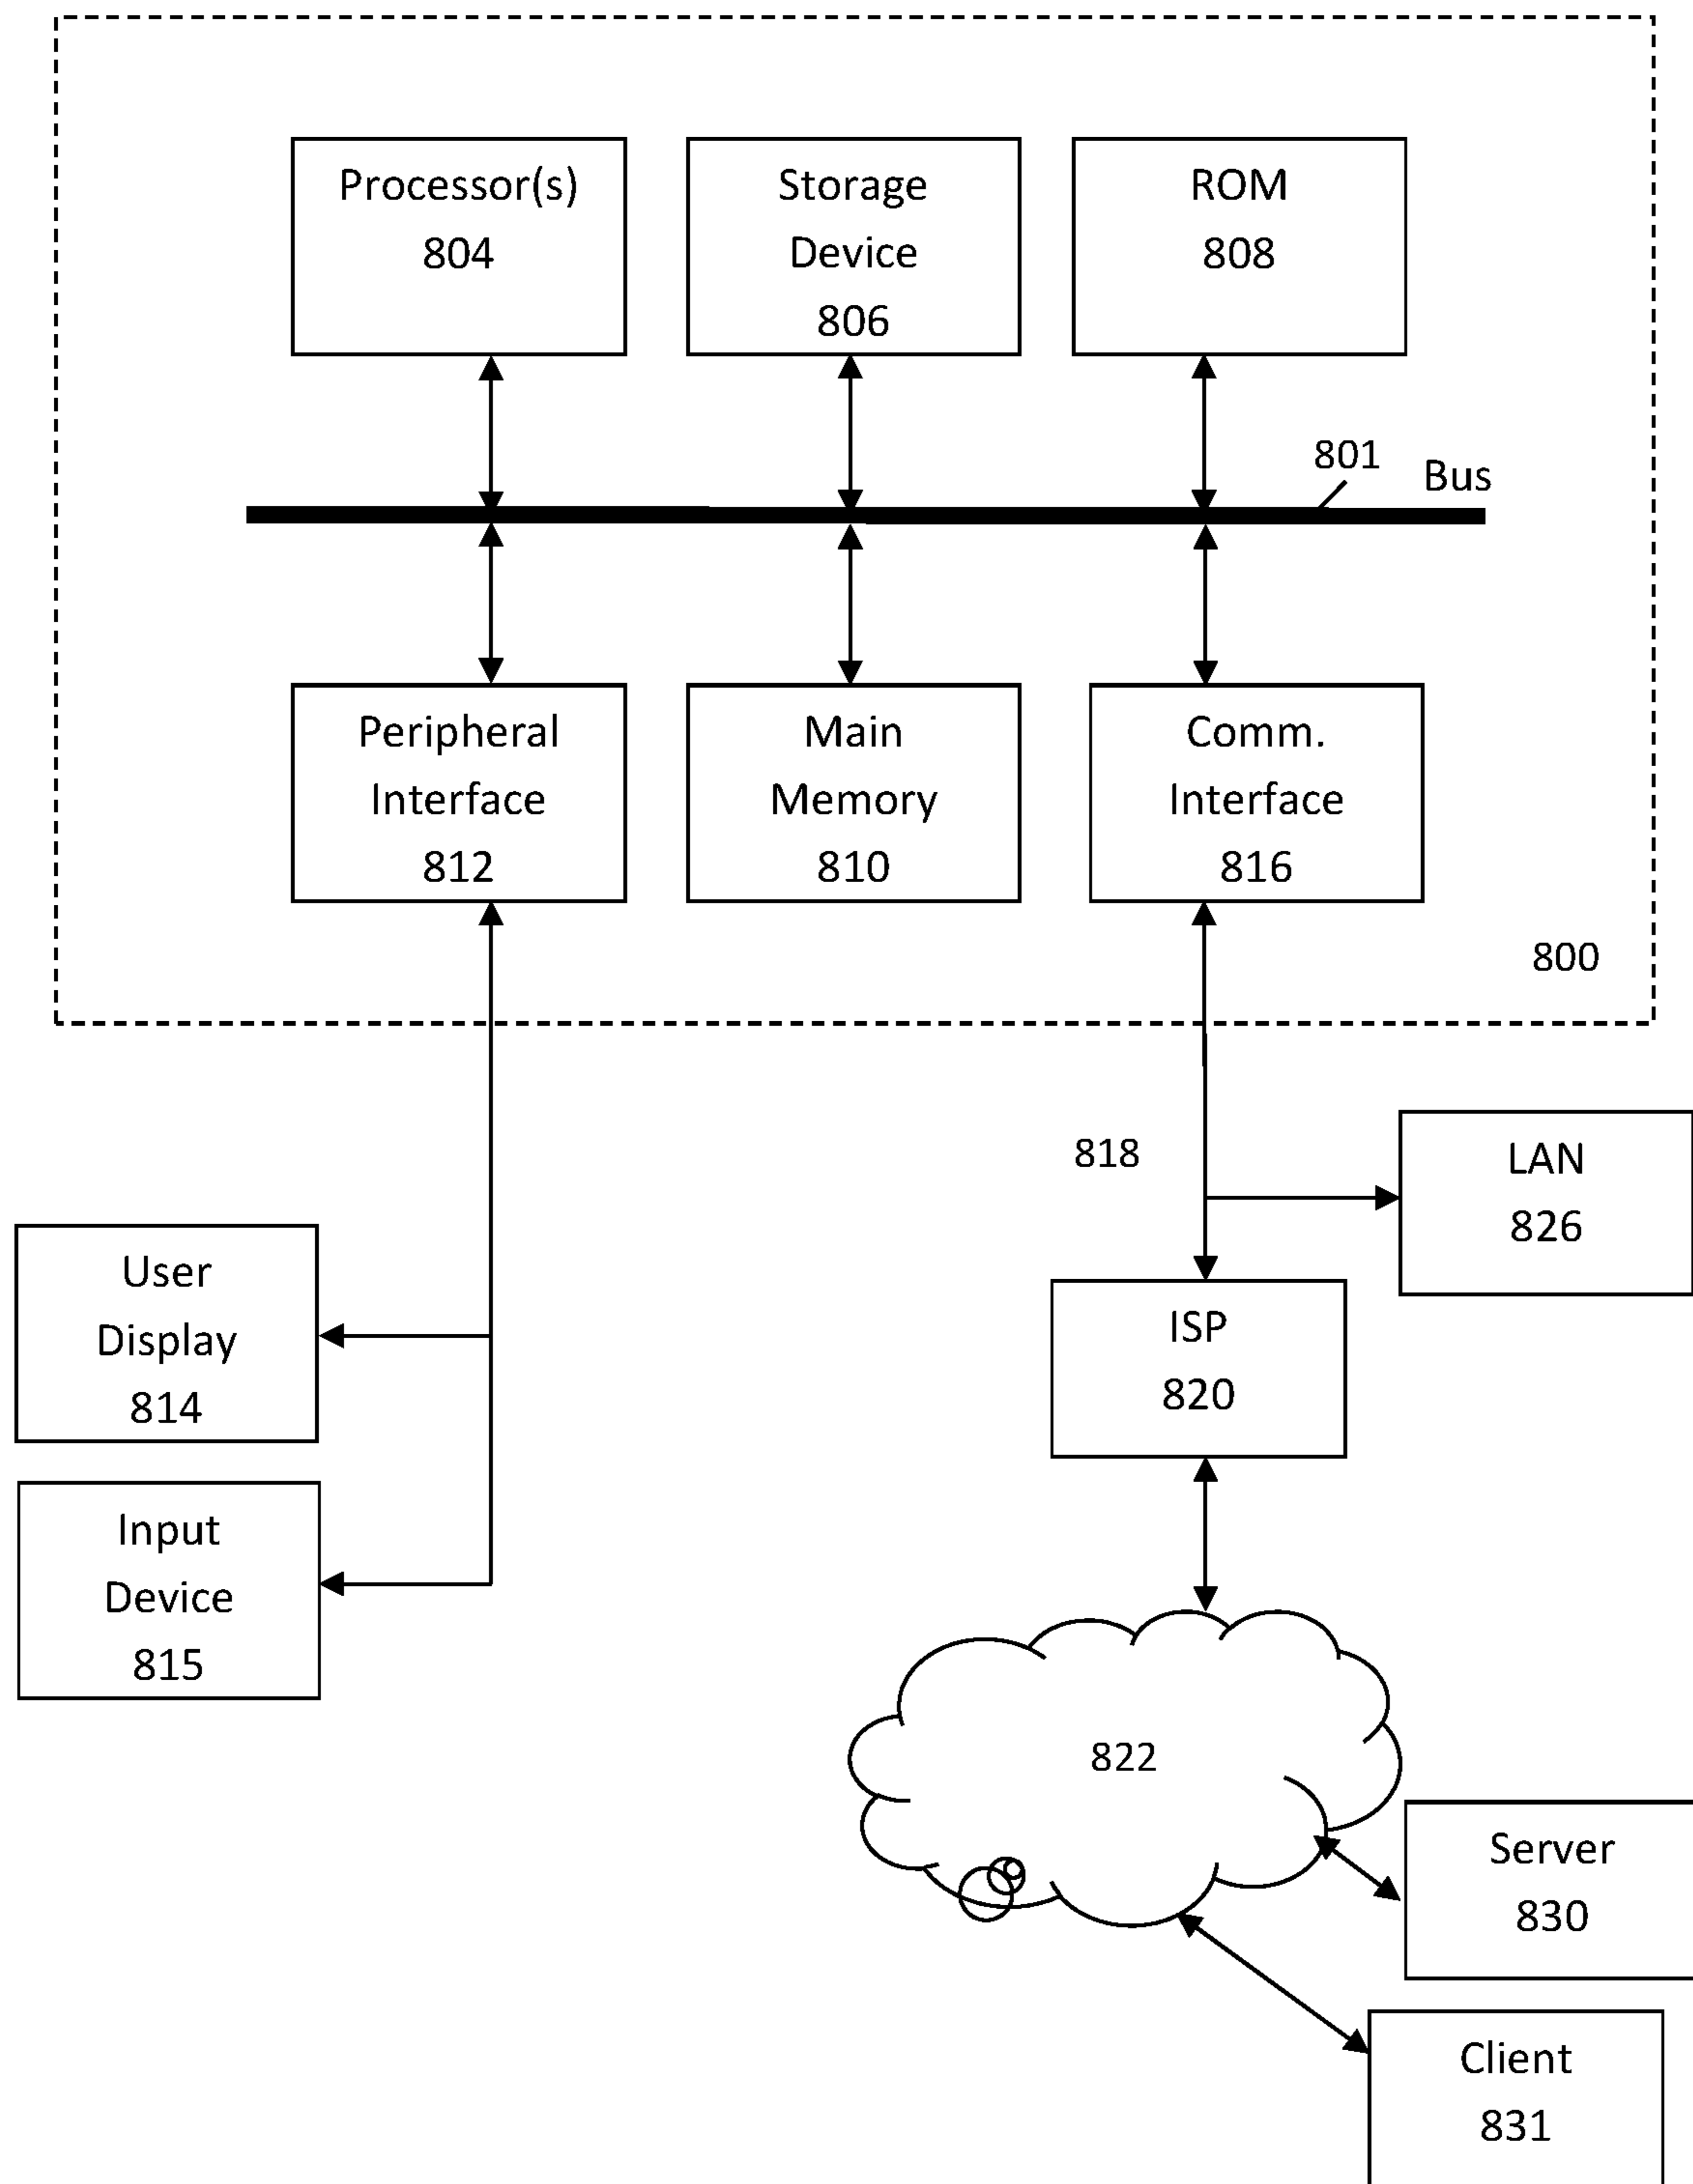 Processor(s)
804
Storage
Device
806
ROM
808
801
Bus
Peripheral
Interface
812
Main
Memory
810
Comm.
Interface
816
800
818
LAN
826
User
Display
814
ISP
820
Input
Device
815
822
Server
830
Client
831